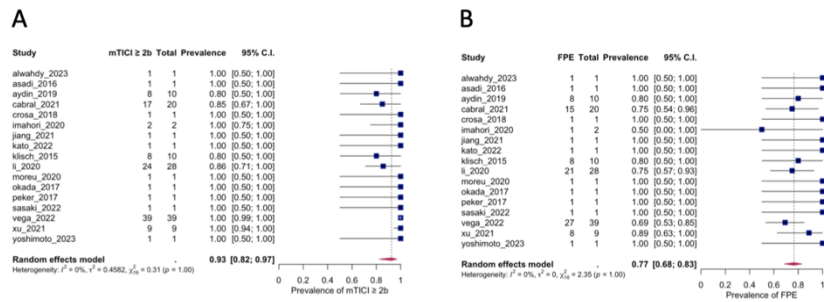 A
Study mTICI ≥ 2b Total Prevalence 95% C.I.
alwahdy_2023 1 1 1.00 [0.50; 1.00]
asadi_2016 1 1 1.00 [0.50; 1.00]
aydin_2019 8 10 0.80 [0.50; 1.00]
cabral_2021 17 20 0.85 [0.67; 1.00]
crosa_2018 1 1 1.00 [0.50; 1.00]
imahori_2020 2 2 1.00 [0.75; 1.00]
jiang_2021 1 1 1.00 [0.50; 1.00]
kato_2022 1 1 1.00 [0.50; 1.00]
klisch_2015 8 10 0.80 [0.50; 1.00]
li_2020 24 28 0.86 [0.71; 1.00]
moreu_2020 1 1 1.00 [0.50; 1.00]
okada_2017 1 1 1.00 [0.50; 1.00]
peker_2017 1 1 1.00 [0.50; 1.00]
sasaki_2022 1 1 1.00 [0.50; 1.00]
vega_2022 39 39 1.00 [0.99; 1.00]
xu_2021 9 9 1.00 [0.94; 1.00]
yoshimoto_2023 1 1 1.00 [0.50; 1.00]
Random effects model . 0.93 [0.82; 0.97]
Heterogeneity: I² = 0%, τ² = 0.4582, χ²₁₆ = 0.31 (p = 1.00)
0 0.2 0.4 0.6 0.8 1
Prevalence of mTICI ≥ 2b
B
Study FPE Total Prevalence 95% C.I.
alwahdy_2023 1 1 1.00 [0.50; 1.00]
asadi_2016 1 1 1.00 [0.50; 1.00]
aydin_2019 8 10 0.80 [0.50; 1.00]
cabral_2021 15 20 0.75 [0.54; 0.96]
crosa_2018 1 1 1.00 [0.50; 1.00]
imahori_2020 1 2 0.50 [0.00; 1.00]
jiang_2021 1 1 1.00 [0.50; 1.00]
kato_2022 1 1 1.00 [0.50; 1.00]
klisch_2015 8 10 0.80 [0.50; 1.00]
li_2020 21 28 0.75 [0.57; 0.93]
moreu_2020 1 1 1.00 [0.50; 1.00]
okada_2017 1 1 1.00 [0.50; 1.00]
peker_2017 1 1 1.00 [0.50; 1.00]
sasaki_2022 1 1 1.00 [0.50; 1.00]
vega_2022 27 39 0.69 [0.53; 0.85]
xu_2021 8 9 0.89 [0.63; 1.00]
yoshimoto_2023 1 1 1.00 [0.50; 1.00]
Random effects model . 0.77 [0.68; 0.83]
Heterogeneity: I² = 0%, τ² = 0, χ²₁₆ = 2.35 (p = 1.00)
0 0.2 0.4 0.6 0.8 1
Prevalence of FPE